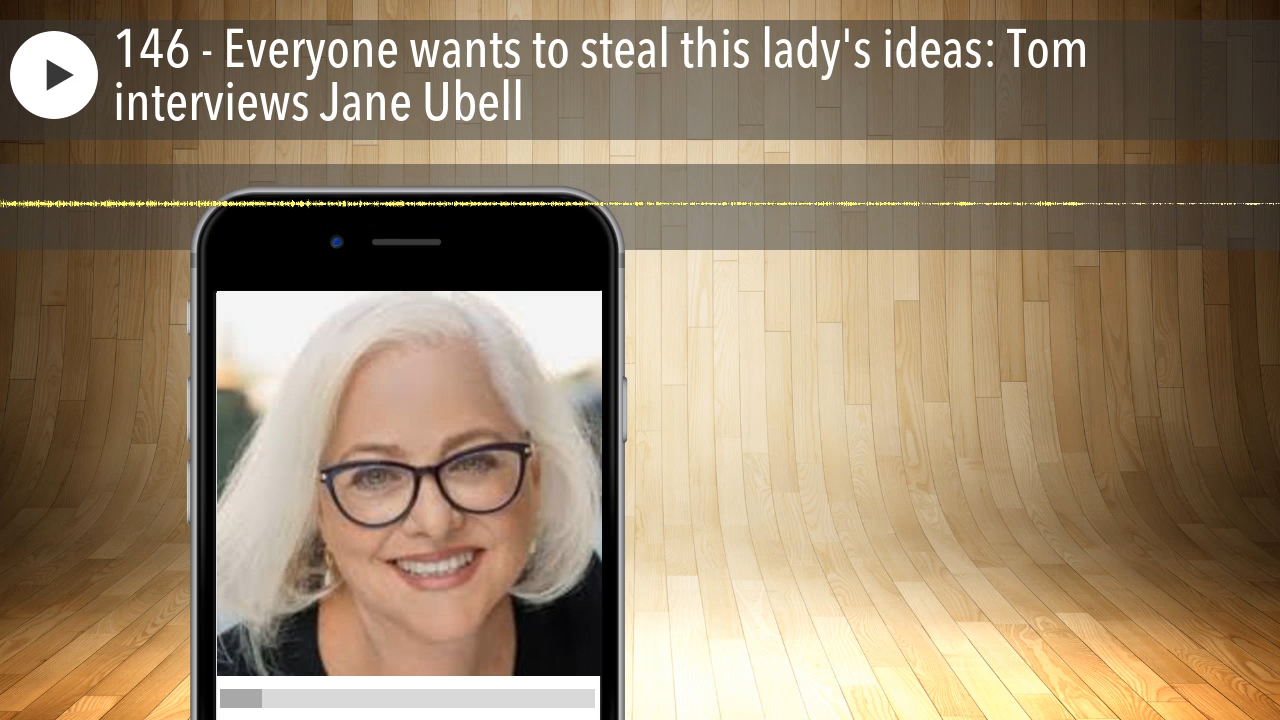 146 - Everyone wants to steal this lady's ideas: Tom
interviews Jane Ubell